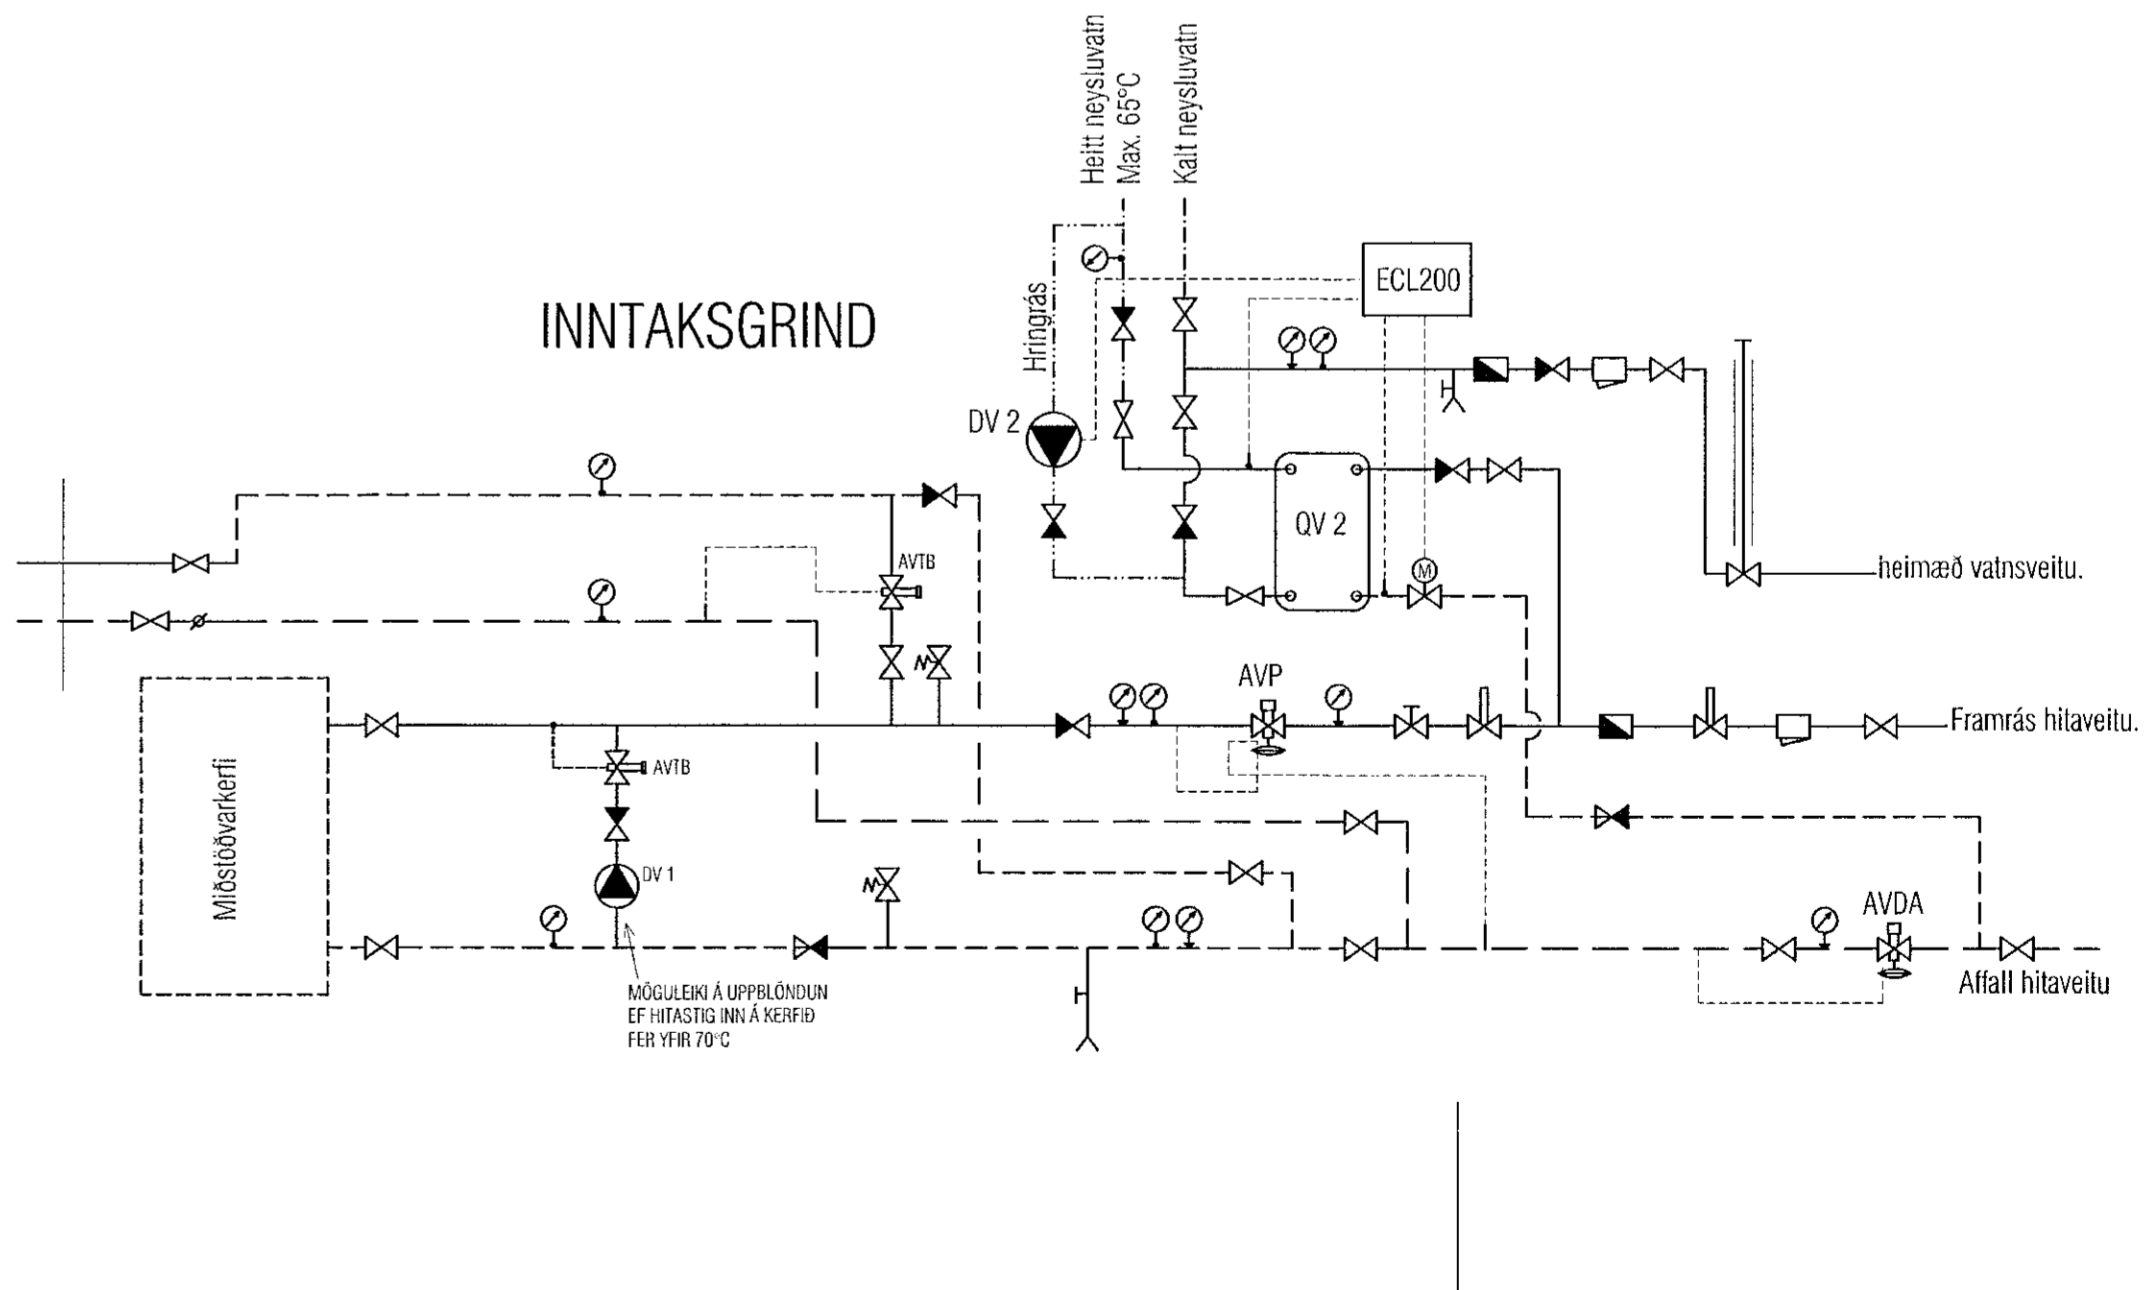 Heitt neysluvatn
Max. 65°C
Kalt neysluvatn
ECL200
INNTAKSGRIND
Hringrás
DV 2
QV 2
AVTB
M
heimæð vatnsveitu.
AVP
Framrás hitaveitu.
AVTB
Miðstöðvarkerfi
DV 1
AVDA
Affall hitaveitu
MÖGULEIKI Á UPPBLÖNDUN
EF HITASTIG INN Á KERFIÐ
FER YFIR 70°C